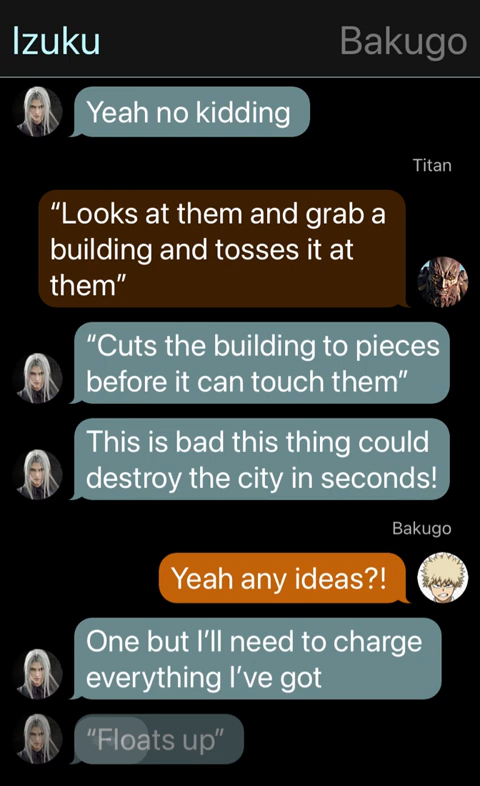 Izuku
Bakugo
Yeah no kidding
Titan
“Looks at them and grab a
building and tosses it at
them”
“Cuts the building to pieces
before it can touch them”
This is bad this thing could
destroy the city in seconds!
Bakugo
Yeah any ideas?!
One but I’ll need to charge
everything I’ve got
“Floats up”